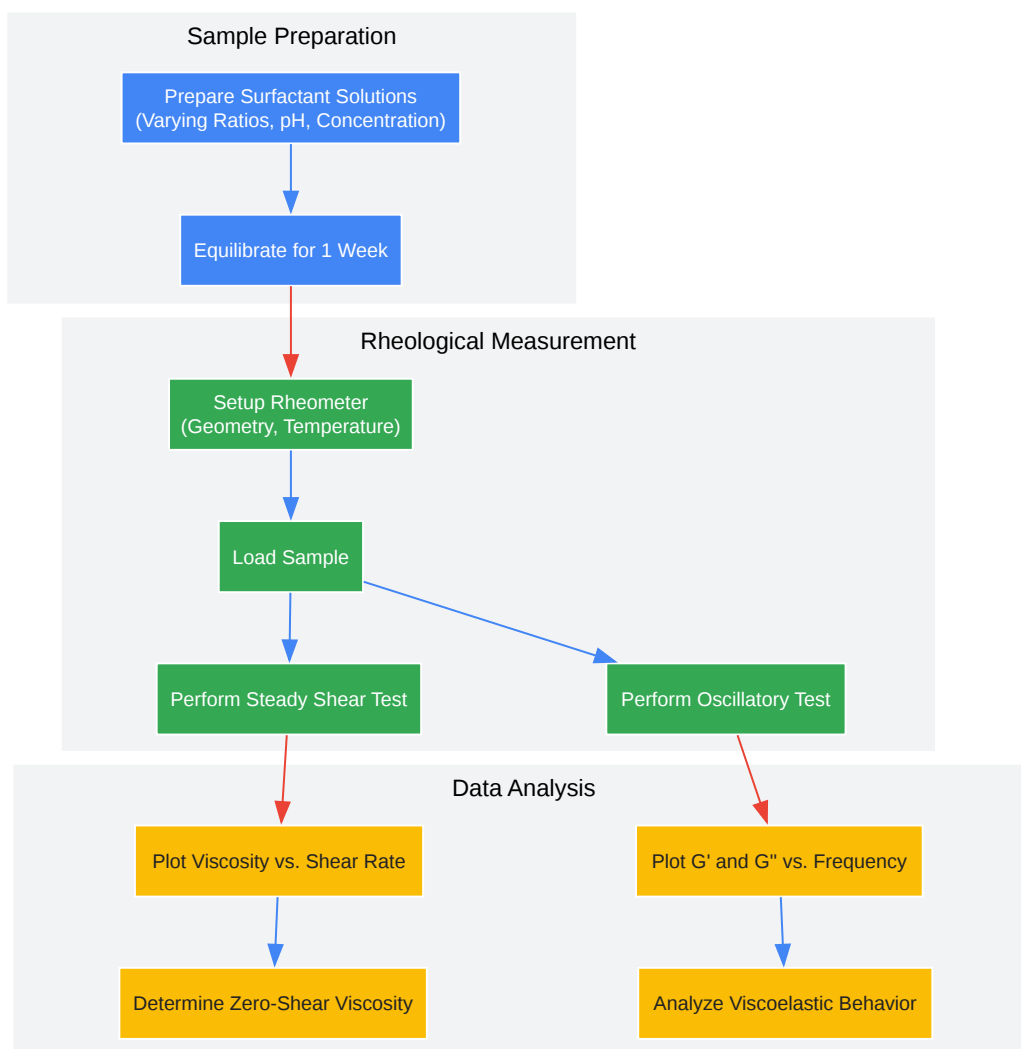 Sample Preparation
Prepare Surfactant Solutions
(Varying Ratios, pH, Concentration)
Equilibrate for 1 Week
Rheological Measurement
Setup Rheometer
(Geometry, Temperature)
Load Sample
Perform Steady Shear Test
Perform Oscillatory Test
Data Analysis
Plot Viscosity vs. Shear Rate
Plot G' and G" vs. Frequency
Determine Zero-Shear Viscosity
Analyze Viscoelastic Behavior